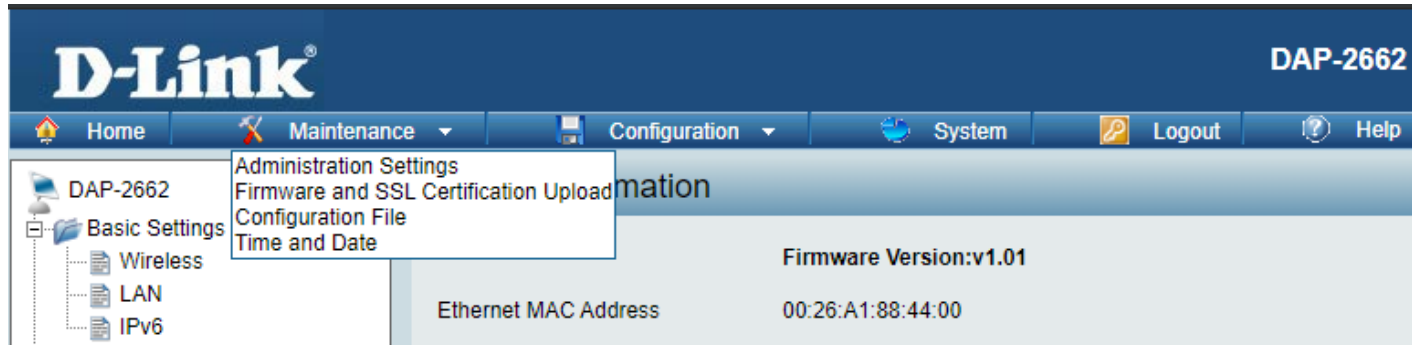 D-Link®
DAP-2662
Home Maintenance Configuration System Logout Help
Administration Settings
Firmware and SSL Certification Upload
Configuration File
Time and Date
DAP-2662
Basic Settings
Wireless
LAN
IPv6
Firmware Version:v1.01
Ethernet MAC Address 00:26:A1:88:44:00